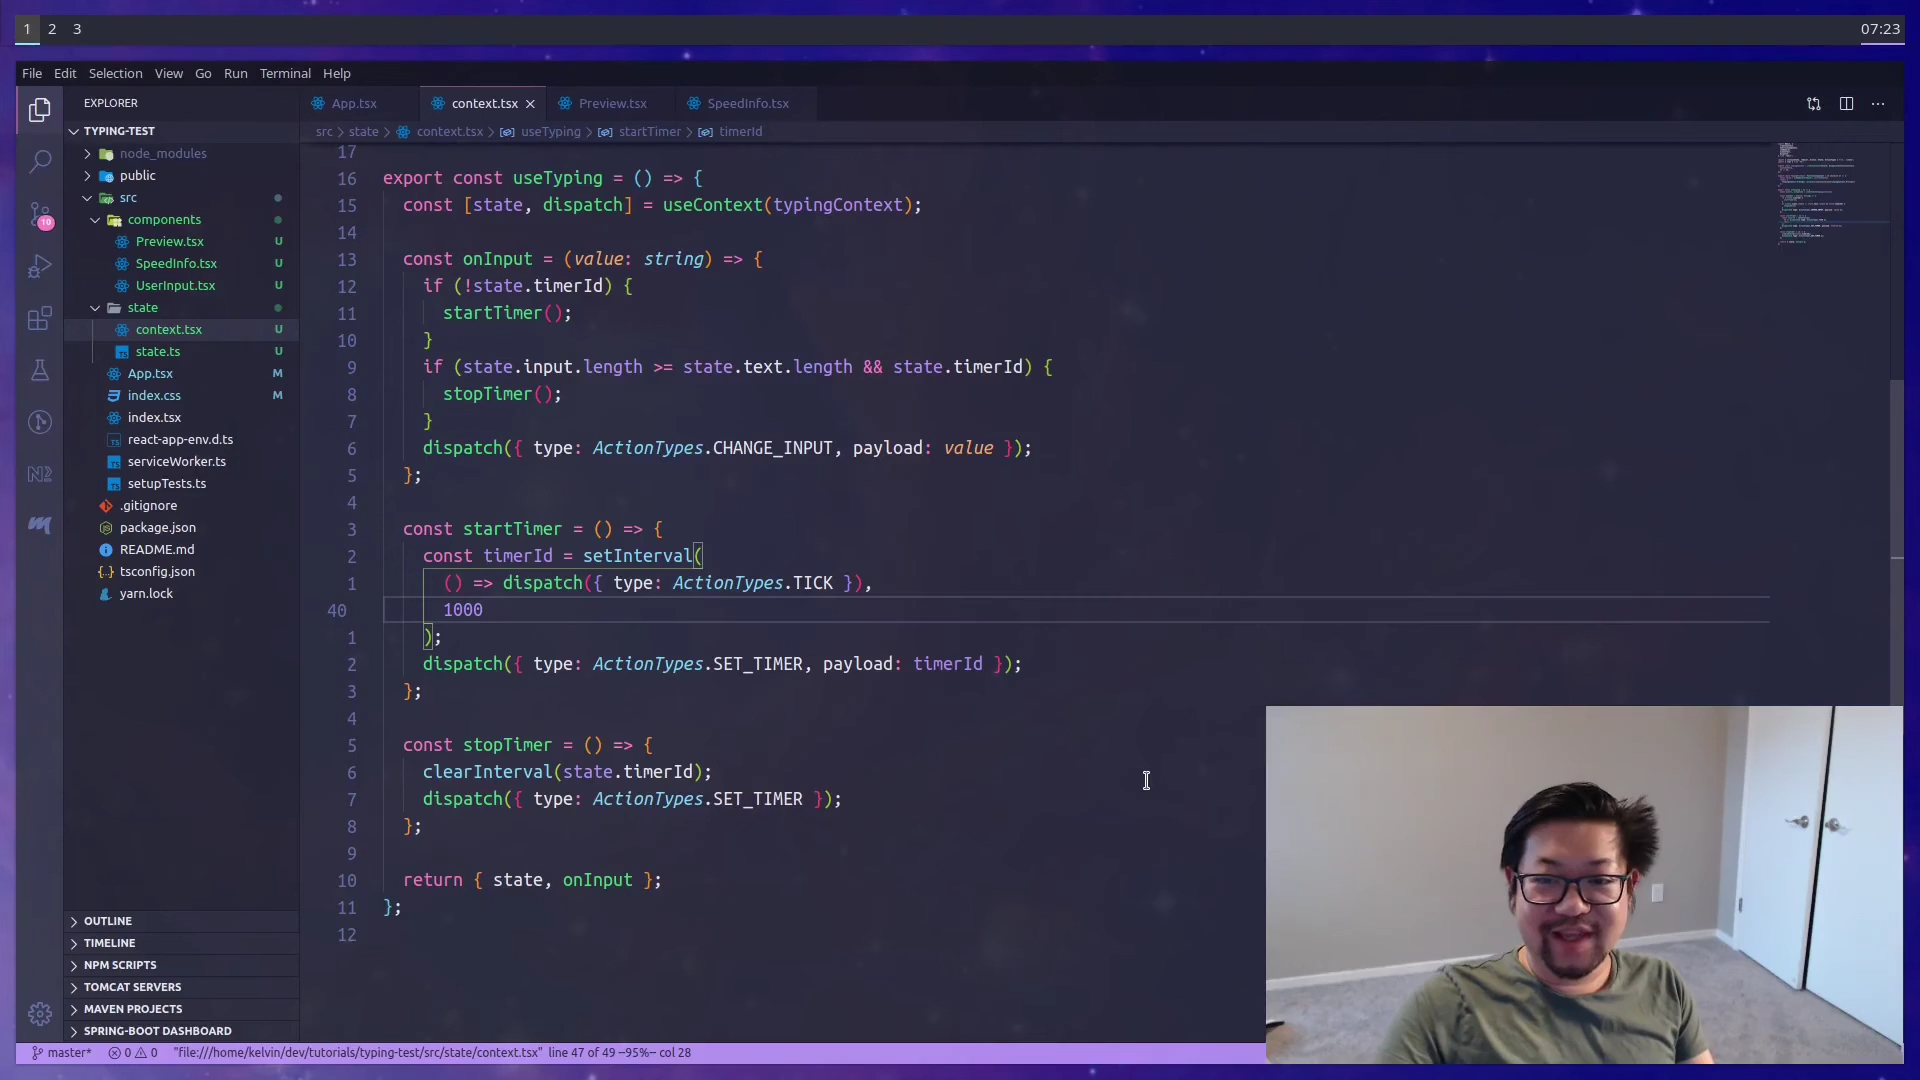 1 2 3
07:23
File Edit Selection View Go Run Terminal Help
EXPLORER
App.tsx
context.tsx
Preview.tsx
SpeedInfo.tsx
TYPING-TEST
src > state > context.tsx > useTyping > startTimer > timerId
node_modules
public
src
components
Preview.tsx U
SpeedInfo.tsx U
UserInput.tsx U
state
context.tsx U
state.ts U
App.tsx M
index.css M
index.tsx
react-app-env.d.ts
serviceWorker.ts
setupTests.ts
.gitignore
package.json
README.md
tsconfig.json
yarn.lock
10
OUTLINE
TIMELINE
NPM SCRIPTS
TOMCAT SERVERS
MAVEN PROJECTS
SPRING-BOOT DASHBOARD
17
16 export const useTyping = () => {
15 const [state, dispatch] = useContext(typingContext);
14
13 const onInput = (value: string) => {
12 if (!state.timerId) {
11 startTimer();
10 }
9 if (state.input.length >= state.text.length && state.timerId) {
8 stopTimer();
7 }
6 dispatch({ type: ActionTypes.CHANGE_INPUT, payload: value });
5 };
4
3 const startTimer = () => {
2 const timerId = setInterval(
1 () => dispatch({ type: ActionTypes.TICK }),
40 1000
1 );
2 dispatch({ type: ActionTypes.SET_TIMER, payload: timerId });
3 };
4
5 const stopTimer = () => {
6 clearInterval(state.timerId);
7 dispatch({ type: ActionTypes.SET_TIMER });
8 };
9
10 return { state, onInput };
11 };
12
master* 0 0 "file:///home/kelvin/dev/tutorials/typing-test/src/state/context.tsx" line 47 of 49 --95%-- col 28